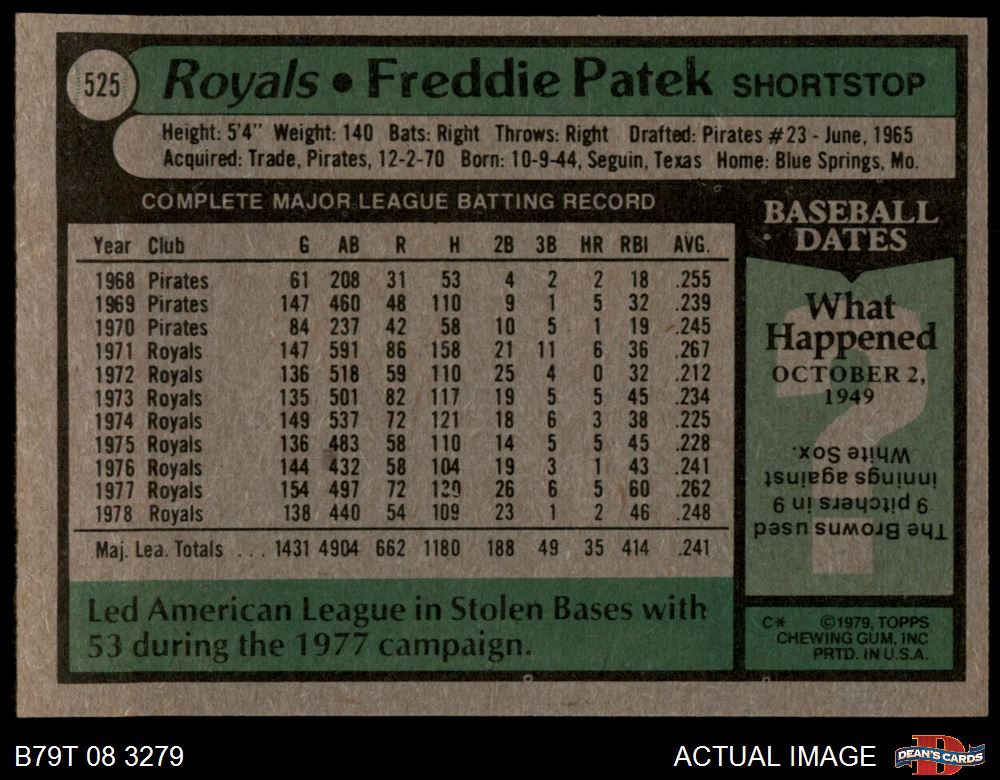 525 Royals • Freddie Patek SHORTSTOP
Height: 5'4" Weight: 140 Bats: Right Throws: Right Drafted: Pirates #23 - June, 1965
Acquired: Trade, Pirates, 12-2-70 Born: 10-9-44, Seguin, Texas Home: Blue Springs, Mo.
COMPLETE MAJOR LEAGUE BATTING RECORD
Year Club G AB R H 2B 3B HR RBI AVG.
1968 Pirates 61 208 31 53 4 2 2 18 .255
1969 Pirates 147 460 48 110 9 1 5 32 .239
1970 Pirates 84 237 42 58 10 5 1 19 .245
1971 Royals 147 591 86 158 21 11 6 36 .267
1972 Royals 136 518 59 110 25 4 0 32 .212
1973 Royals 135 501 82 117 19 5 5 45 .234
1974 Royals 149 537 72 121 18 6 3 38 .225
1975 Royals 136 483 58 110 14 5 5 45 .228
1976 Royals 144 432 58 104 19 3 1 43 .241
1977 Royals 154 497 72 130 26 6 5 60 .262
1978 Royals 138 440 54 109 23 1 2 46 .248
Maj. Lea. Totals ... 1431 4904 662 1180 188 49 35 414 .241
Led American League in Stolen Bases with
53 during the 1977 campaign.
BASEBALL
DATES
What
Happened
OCTOBER 2,
1949
The Browns used
9 pitchers in 9
innings against
White Sox.
C* ©1979, TOPPS
CHEWING GUM, INC
PRTD. IN U.S.A.
B79T 08 3279
ACTUAL IMAGE
DEAN'S CARDS